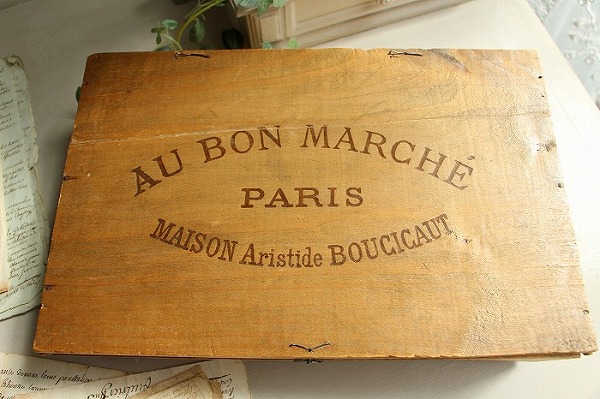 AU BON MARCHÉ
PARIS
MAISON Aristide BOUCICAUT